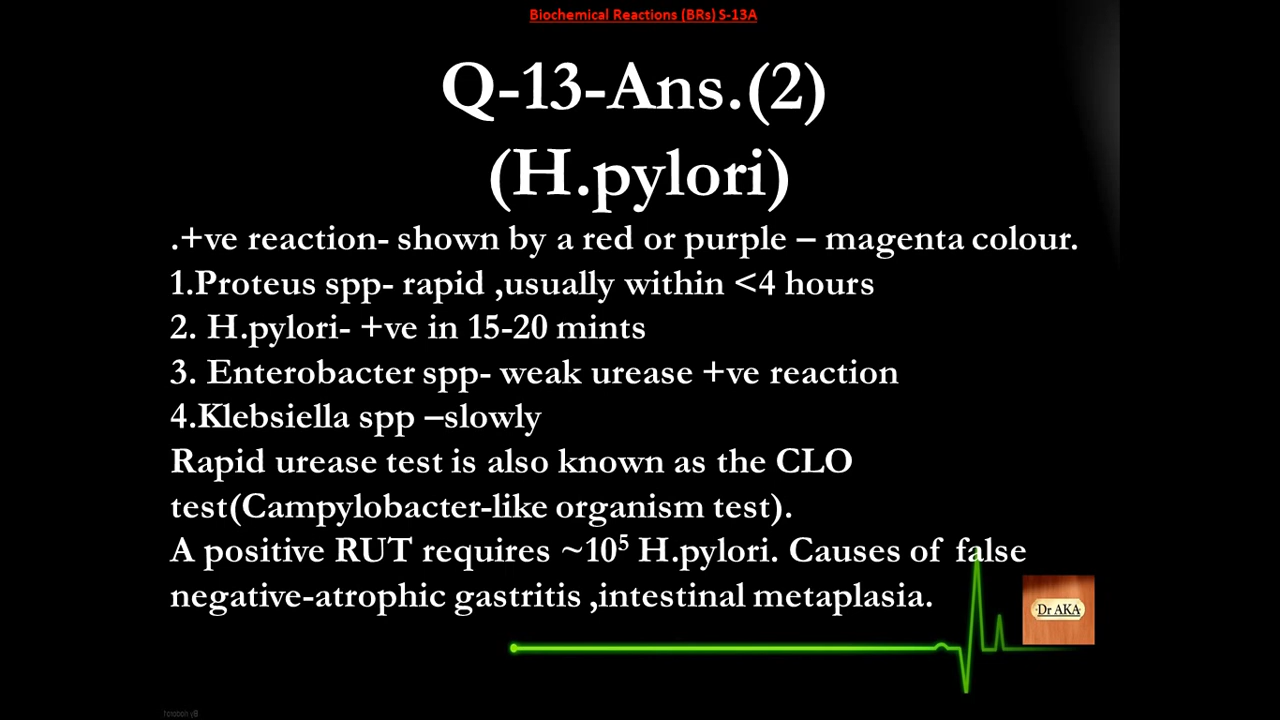 Biochemical Reactions (BRs) S-13A
Q-13-Ans.(2)
(H.pylori)
.+ve reaction- shown by a red or purple – magenta colour.
1.Proteus spp- rapid ,usually within <4 hours
2. H.pylori- +ve in 15-20 mints
3. Enterobacter spp- weak urease +ve reaction
4.Klebsiella spp –slowly
Rapid urease test is also known as the CLO
test(Campylobacter-like organism test).
A positive RUT requires ~10⁵ H.pylori. Causes of false
negative-atrophic gastritis ,intestinal metaplasia.
Dr AKA